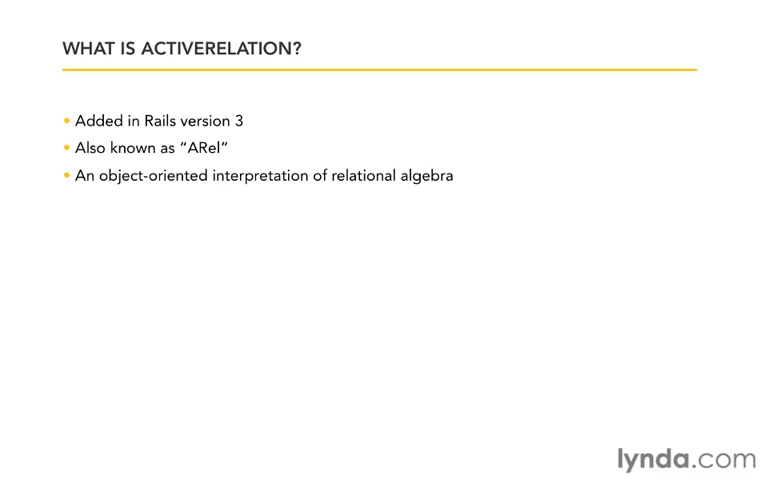 WHAT IS ACTIVERELATION?
• Added in Rails version 3
• Also known as “ARel”
• An object-oriented interpretation of relational algebra
lynda.com